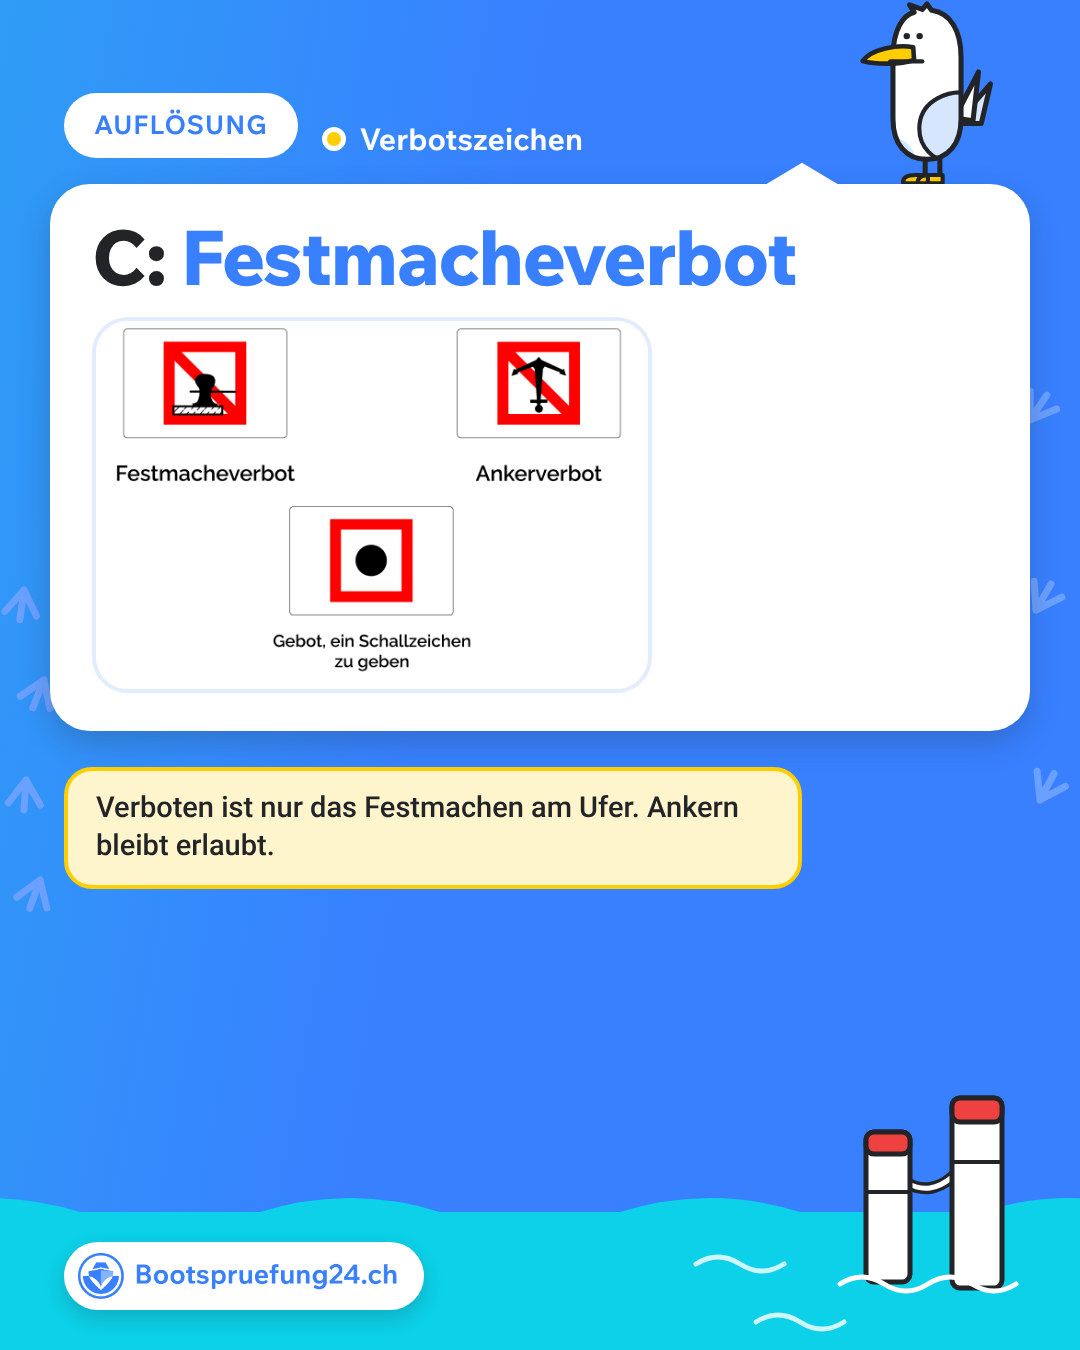 AUFLÖSUNG
Verbotszeichen
C: Festmacheverbot
Festmacheverbot
Ankerverbot
Gebot, ein Schallzeichen
zu geben
Verboten ist nur das Festmachen am Ufer. Ankern
bleibt erlaubt.
Bootspruefung24.ch